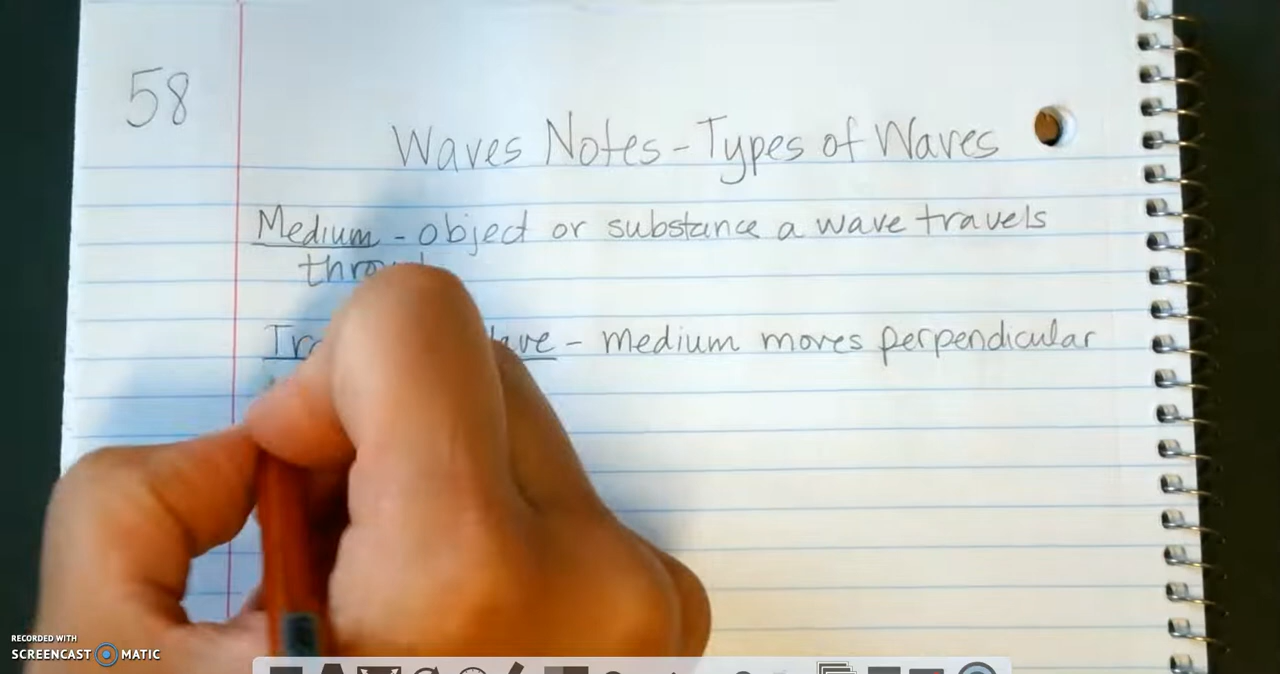 58
Waves Notes - Types of Waves
Medium - object or substance a wave travels
- medium moves perpendicular
RECORDED WITH
SCREENCAST MATIC